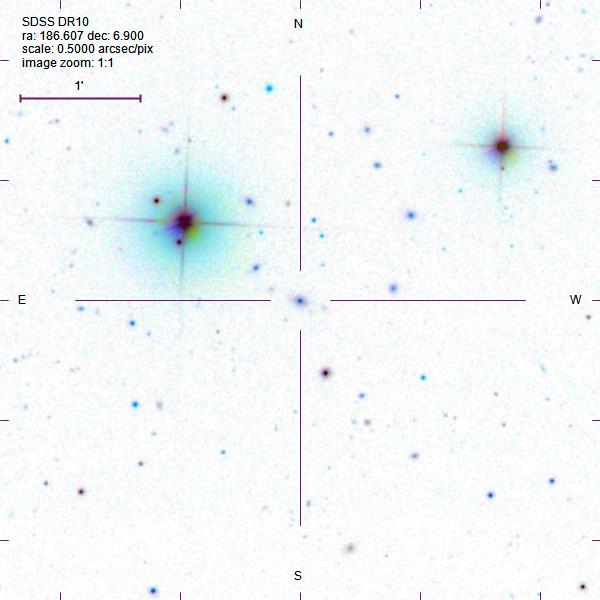 SDSS DR10
ra: 186.607 dec: 6.900
scale: 0.5000 arcsec/pix
image zoom: 1:1
1'
N
E
W
S